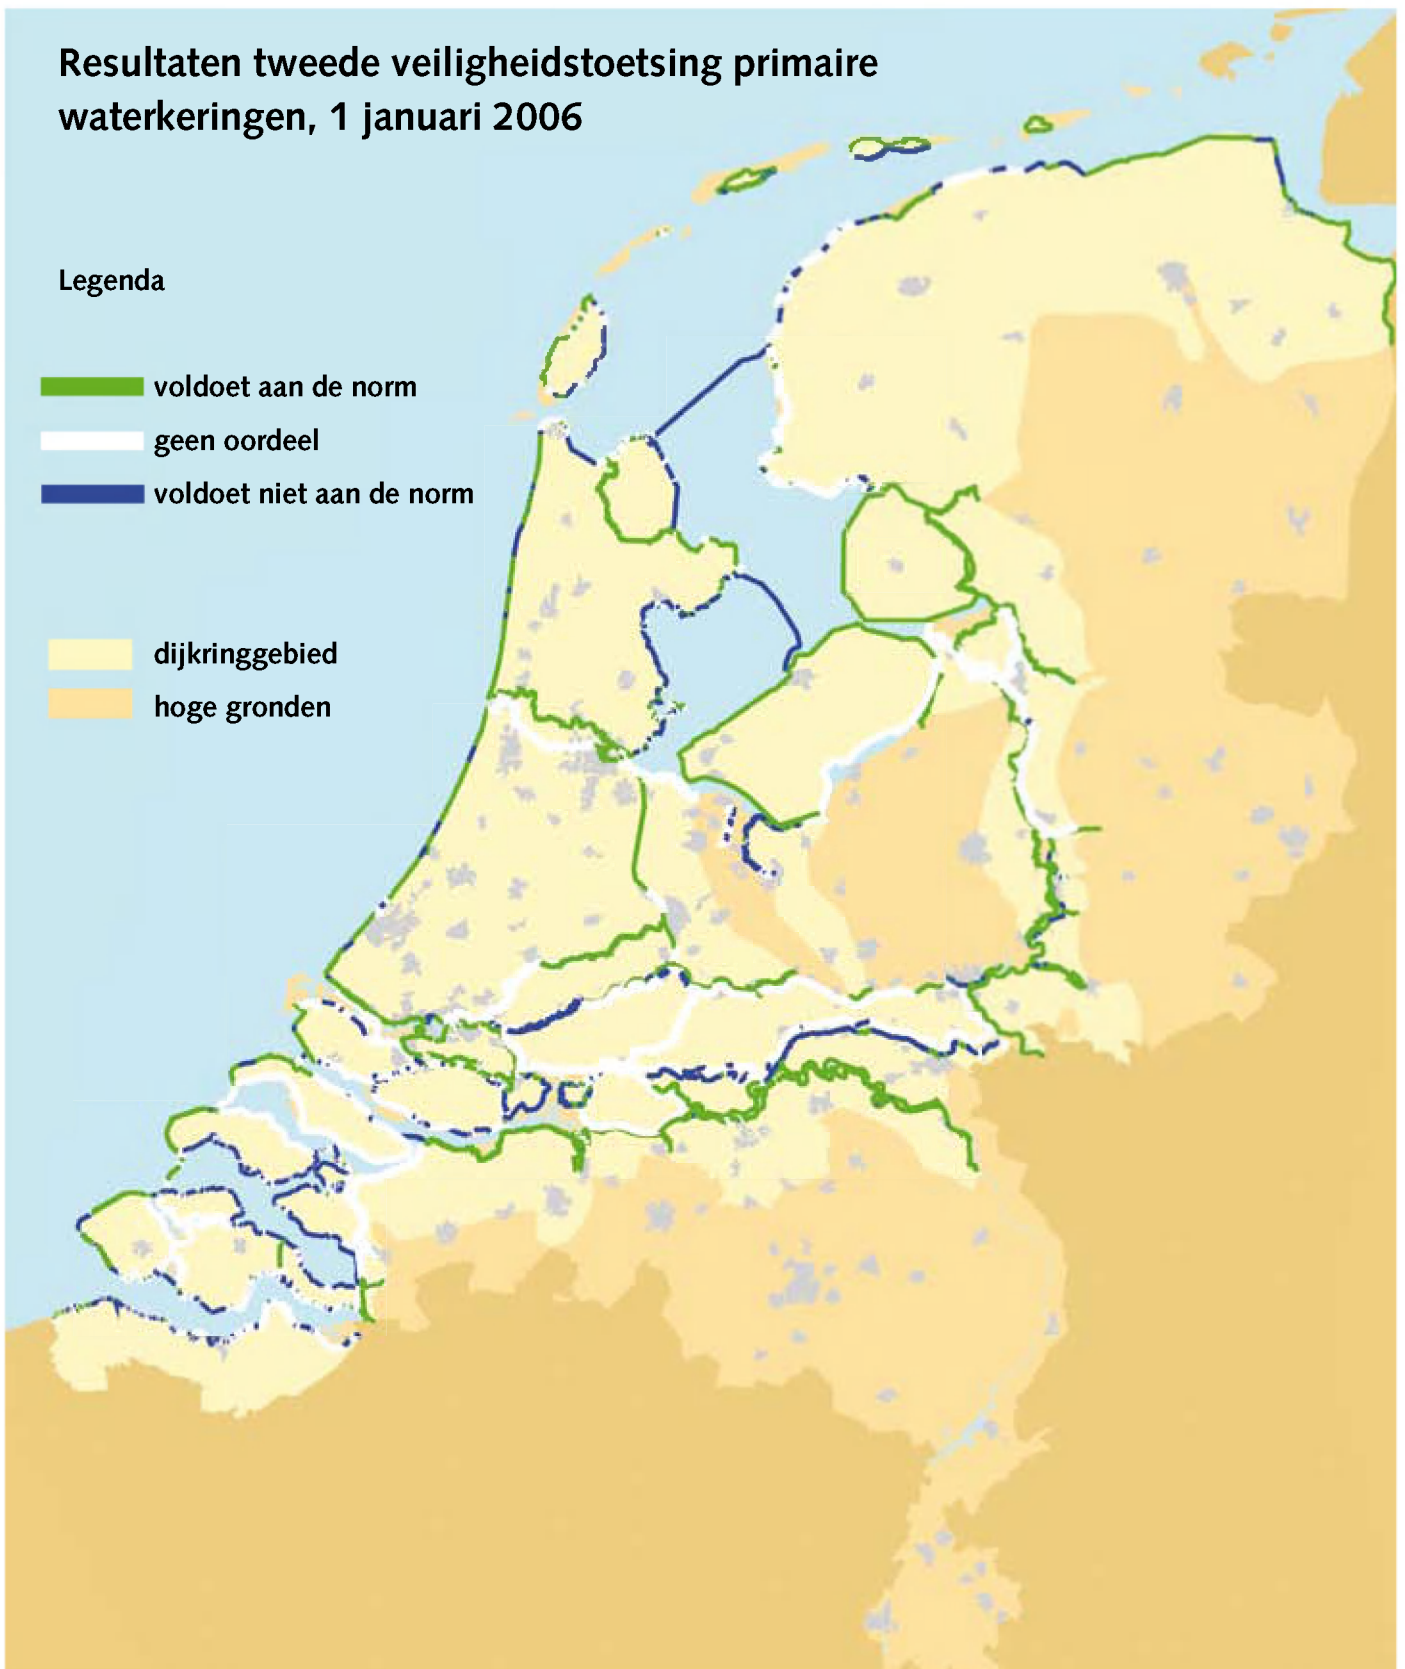 Resultaten tweede veiligheidstoetsing primaire
waterkeringen, 1 januari 2006
Legenda
voldoet aan de norm
geen oordeel
voldoet niet aan de norm
dijkringgebied
hoge gronden